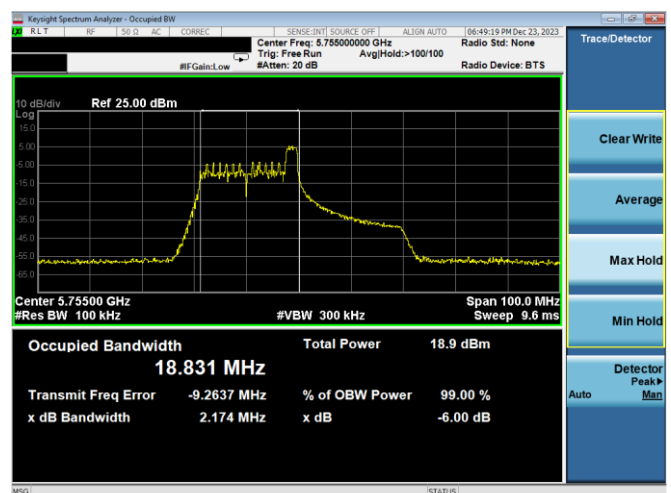 Keysight Spectrum Analyzer - Occupied BW
RLT RF 50 Ω AC CORREC SENSE:INT SOURCE OFF ALIGN AUTO 06:49:19 PM Dec 23, 2023
Center Freq: 5.755000000 GHz Radio Std: None
Trig: Free Run Avg|Hold:>100/100
#IFGain:Low #Atten: 20 dB Radio Device: BTS
Trace/Detector
10 dB/div Ref 25.00 dBm
Log
15.0
5.00
-5.00
-15.0
-25.0
-35.0
-45.0
-55.0
-65.0
Clear Write
Average
Max Hold
Min Hold
Detector
Peak▶
Auto Man
Center 5.75500 GHz Span 100.0 MHz
#Res BW 100 kHz #VBW 300 kHz Sweep 9.6 ms
Occupied Bandwidth Total Power 18.9 dBm
18.831 MHz
Transmit Freq Error -9.2637 MHz % of OBW Power 99.00 %
x dB Bandwidth 2.174 MHz x dB -6.00 dB
MSG STATUS